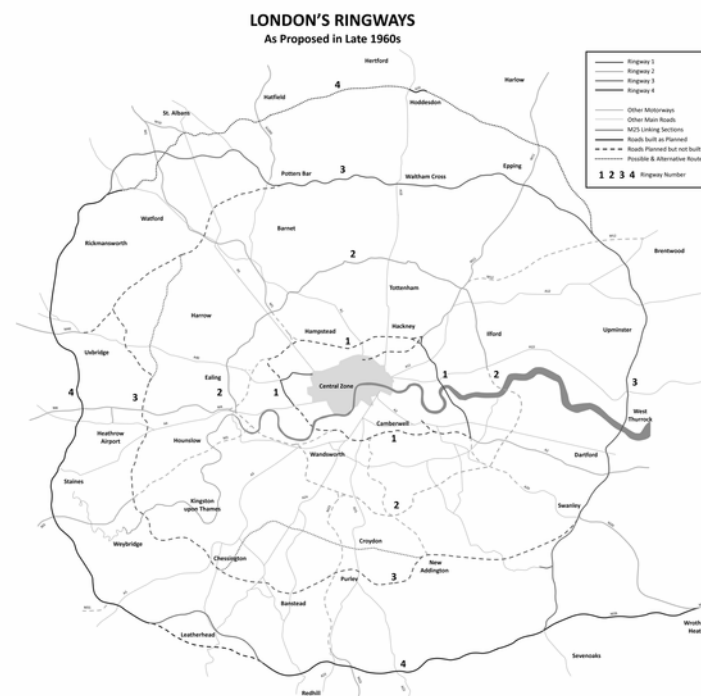 LONDON'S RINGWAYS
As Proposed in Late 1960s
Ringway 1
Ringway 2
Ringway 3
Ringway 4
Other Motorways
Other Main Roads
M25 Linking Sections
Roads built as Planned
Roads Planned but not built
Possible & Alternative Route
1 2 3 4 Ringway Number
Hertford
4
Harlow
Hatfield
Hoddesdon
St. Albans
Potters Bar
3
Waltham Cross
Epping
Watford
Barnet
Rickmansworth
2
Brentwood
Tottenham
Harrow
Hampstead
Hackney
Ilford
Upminster
1
Uxbridge
Ealing
Central Zone
4
3
2
1
1
2
3
West
Thurrock
Heathrow
Airport
Hounslow
Camberwell
1
Wandsworth
Dartford
Staines
Kingston
upon Thames
2
Swanley
Weybridge
Croydon
Chessington
New
Addington
Purley
3
Banstead
Leatherhead
4
Redhill
Sevenoaks
Wroth
Heat